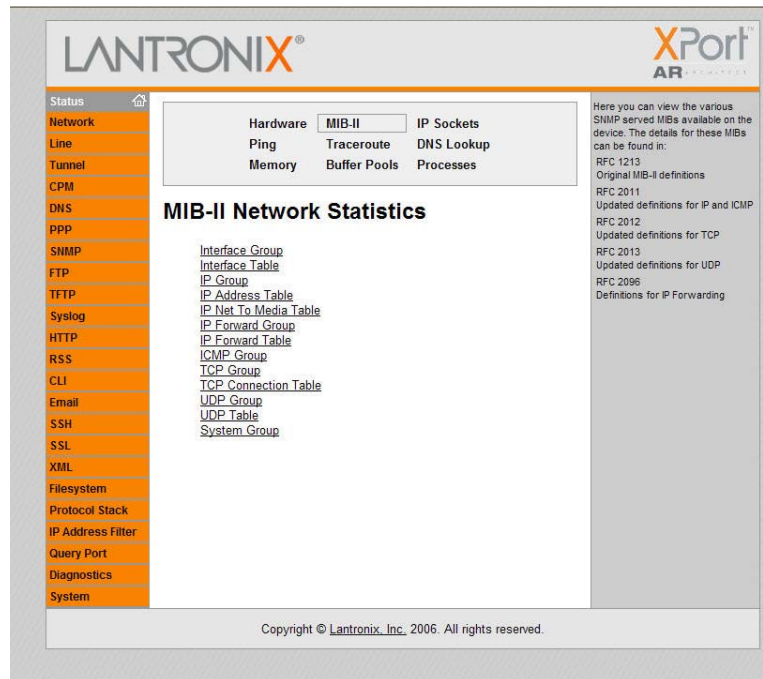 LANTRONIX®
XPort™
AR
Status
Network
Line
Tunnel
CPM
DNS
PPP
SNMP
FTP
TFTP
Syslog
HTTP
RSS
CLI
Email
SSH
SSL
XML
Filesystem
Protocol Stack
IP Address Filter
Query Port
Diagnostics
System
Hardware MIB-II IP Sockets
Ping Traceroute DNS Lookup
Memory Buffer Pools Processes
MIB-II Network Statistics
Interface Group
Interface Table
IP Group
IP Address Table
IP Net To Media Table
IP Forward Group
IP Forward Table
ICMP Group
TCP Group
TCP Connection Table
UDP Group
UDP Table
System Group
Here you can view the various
SNMP served MIBs available on the
device. The details for these MIBs
can be found in:
RFC 1213
Original MIB-II definitions
RFC 2011
Updated definitions for IP and ICMP
RFC 2012
Updated definitions for TCP
RFC 2013
Updated definitions for UDP
RFC 2096
Definitions for IP Forwarding
Copyright © Lantronix, Inc. 2006. All rights reserved.